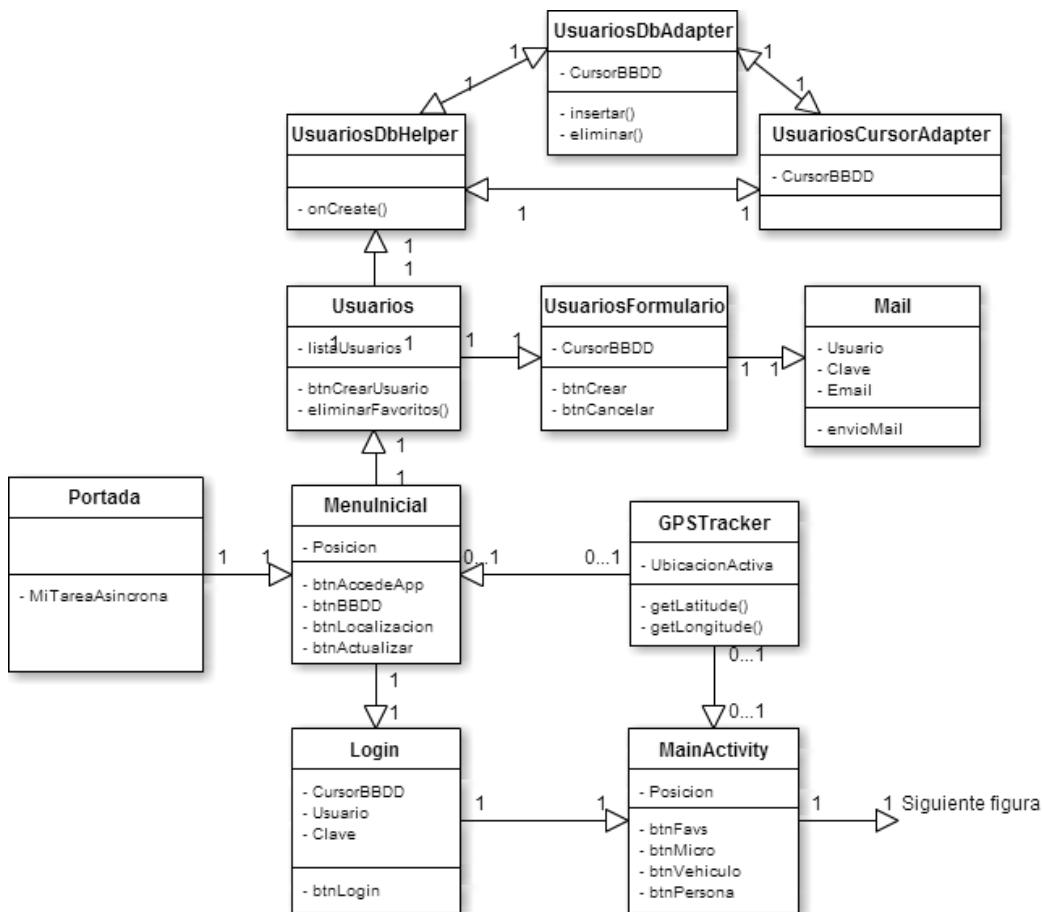 UsuariosDbAdapter
- CursorBBDD
- insertar()
- eliminar()
1
1
1
1
UsuariosDbHelper
- onCreate()
UsuariosCursorAdapter
- CursorBBDD
1
1
1
1
Usuarios
- listaUsuarios
1
1
- btnCrearUsuario
- eliminarFavoritos()
1
1
UsuariosFormulario
- CursorBBDD
- btnCrear
- btnCancelar
1
1
Mail
- Usuario
- Clave
- Email
- envioMail
1
1
Portada
- MiTareaAsincrona
1
1
MenuInicial
- Posicion
- btnAccedeApp
- btnBBDD
- btnLocalizacion
- btnActualizar
0...1
0...1
GPSTracker
- UbicacionActiva
- getLatitude()
- getLongitude()
0...1
0...1
1
1
Login
- CursorBBDD
- Usuario
- Clave
- btnLogin
1
1
MainActivity
- Posicion
- btnFavs
- btnMicro
- btnVehiculo
- btnPersona
1
1
Siguiente figura